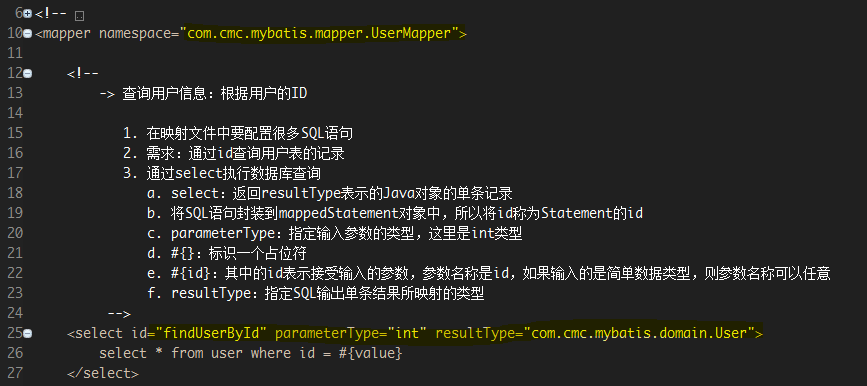 6 <!--
10 <mapper namespace="com.cmc.mybatis.mapper.UserMapper">
11
12 <!--
13 -> 查询用户信息：根据用户的ID
14
15 1. 在映射文件中要配置很多SQL语句
16 2. 需求：通过id查询用户表的记录
17 3. 通过select执行数据库查询
18 a. select：返回resultType表示的Java对象的单条记录
19 b. 将SQL语句封装到mappedStatement对象中，所以将id称为Statement的id
20 c. parameterType：指定输入参数的类型，这里是int类型
21 d. #{}：标识一个占位符
22 e. #{id}：其中的id表示接受输入的参数，参数名称是id，如果输入的是简单数据类型，则参数名称可以任意
23 f. resultType：指定SQL输出单条结果所映射的类型
24 -->
25 <select id="findUserById" parameterType="int" resultType="com.cmc.mybatis.domain.User">
26 select * from user where id = #{value}
27 </select>